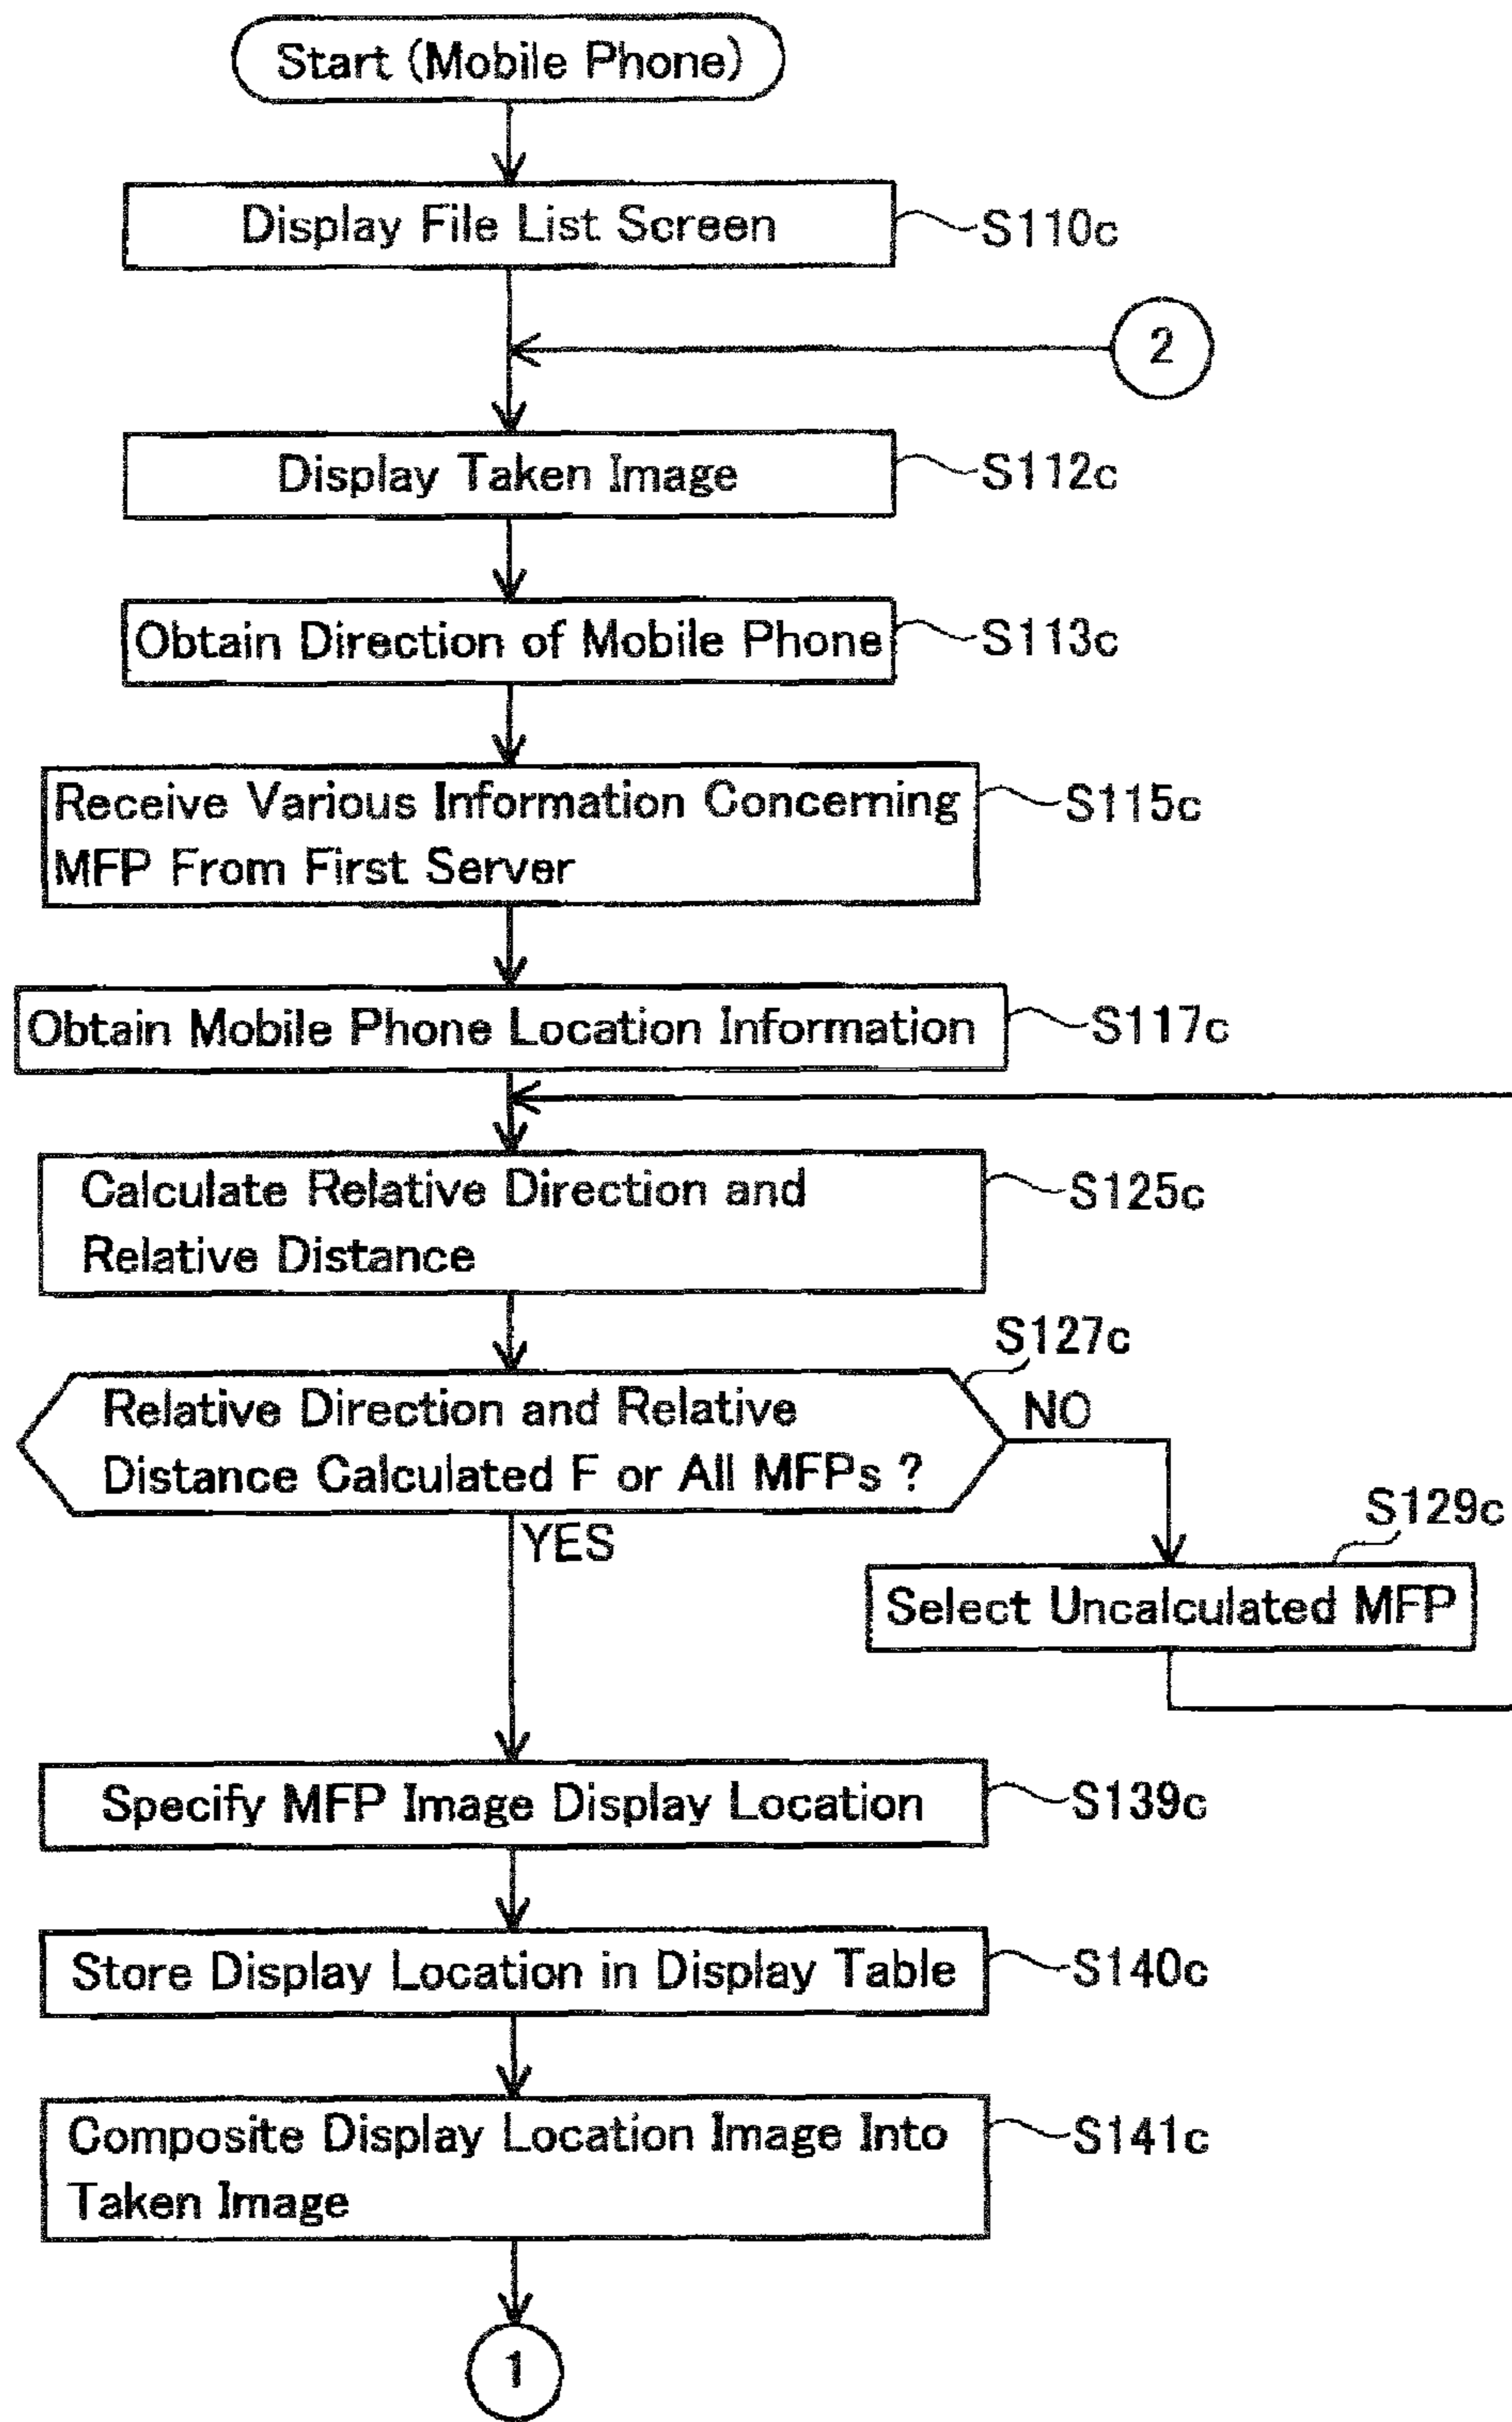 Start (Mobile Phone)
Display File List Screen
S110c
2
Display Taken Image
S112c
Obtain Direction of Mobile Phone
S113c
Receive Various Information Concerning
MFP From First Server
S115c
Obtain Mobile Phone Location Information
S117c
Calculate Relative Direction and
Relative Distance
S125c
S127c
Relative Direction and Relative
Distance Calculated F or All MFPs ?
NO
YES
S129c
Select Uncalculated MFP
Specify MFP Image Display Location
S139c
Store Display Location in Display Table
S140c
Composite Display Location Image Into
Taken Image
S141c
1